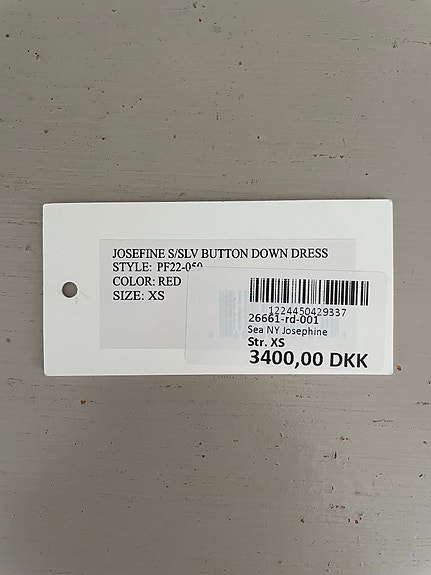 JOSEFINE S/SLV BUTTON DOWN DRESS
STYLE: PF22-050
COLOR: RED
SIZE: XS
1224450429337
26661-rd-001
Sea NY Josephine
Str. XS
3400,00 DKK